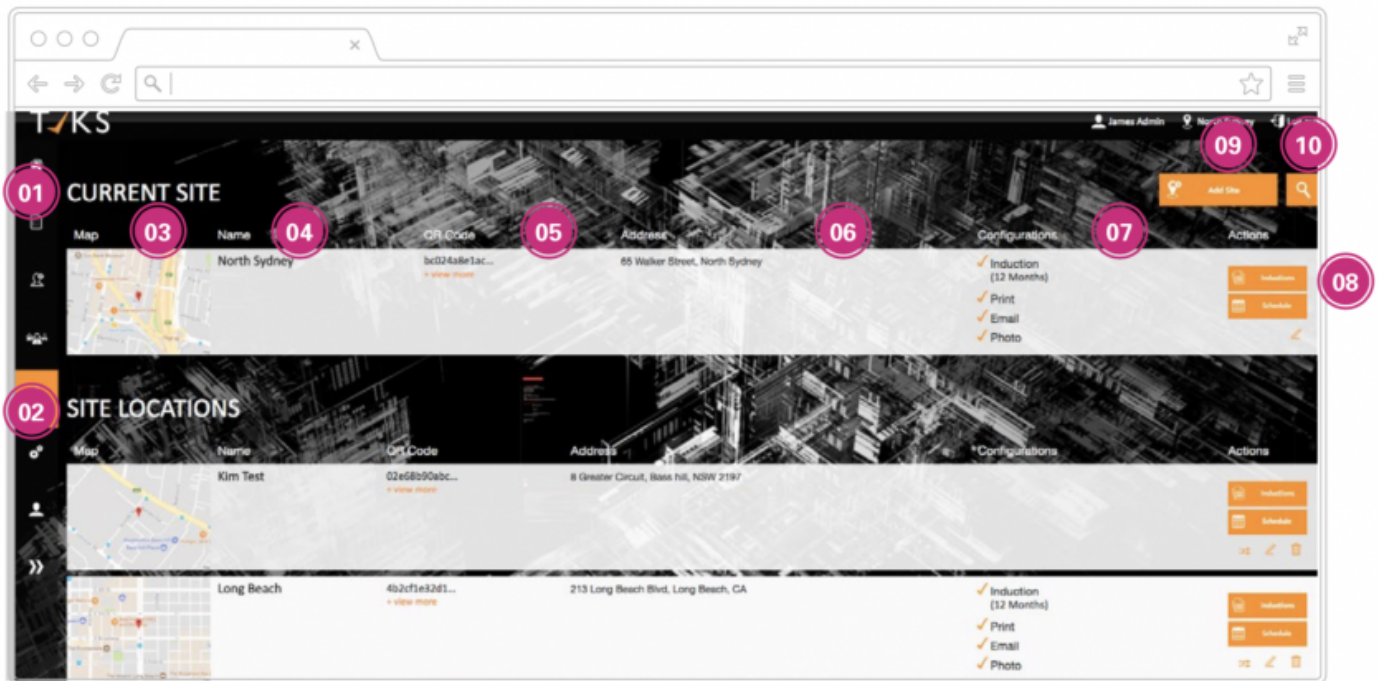 TIKS
James Admin
09
10
01
CURRENT SITE
Add Site
Map
03
Name
04
QR Code
05
Address
06
Configurations
07
Actions
North Sydney
bc024a8e1ac...
+ view more
65 Walker Street, North Sydney
Induction
(12 Months)
Print
Email
Photo
Inductions
Schedule
08
02
SITE LOCATIONS
Map
Name
QR Code
Address
*Configurations
Actions
Kim Test
02e68b90abc...
+ view more
8 Greater Circuit, Bass hill, NSW 2197
Inductions
Schedule
Long Beach
4b2cf1e32d1...
+ view more
213 Long Beach Blvd, Long Beach, CA
Induction
(12 Months)
Print
Email
Photo
Inductions
Schedule